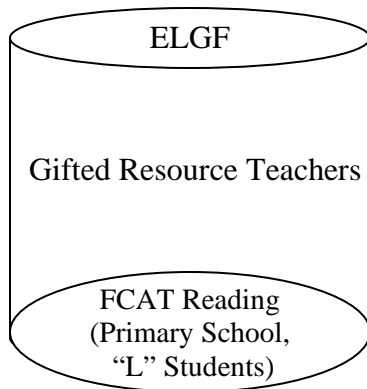 ELGF
Gifted Resource Teachers
FCAT Reading
(Primary School,
“L” Students)